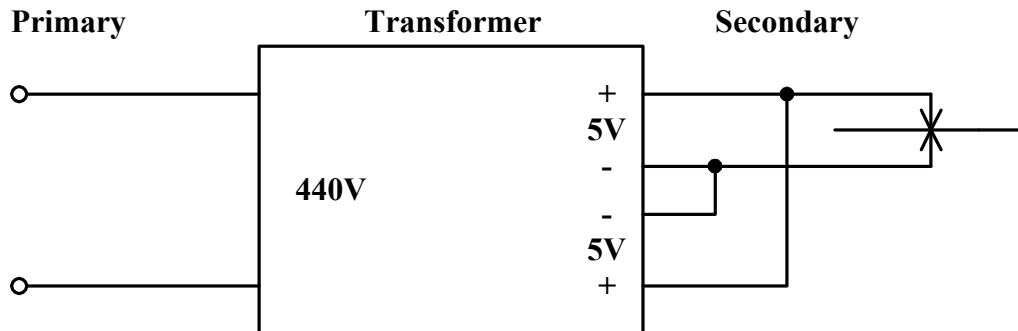 Primary Transformer Secondary
+
5V
-
440V
-
5V
+